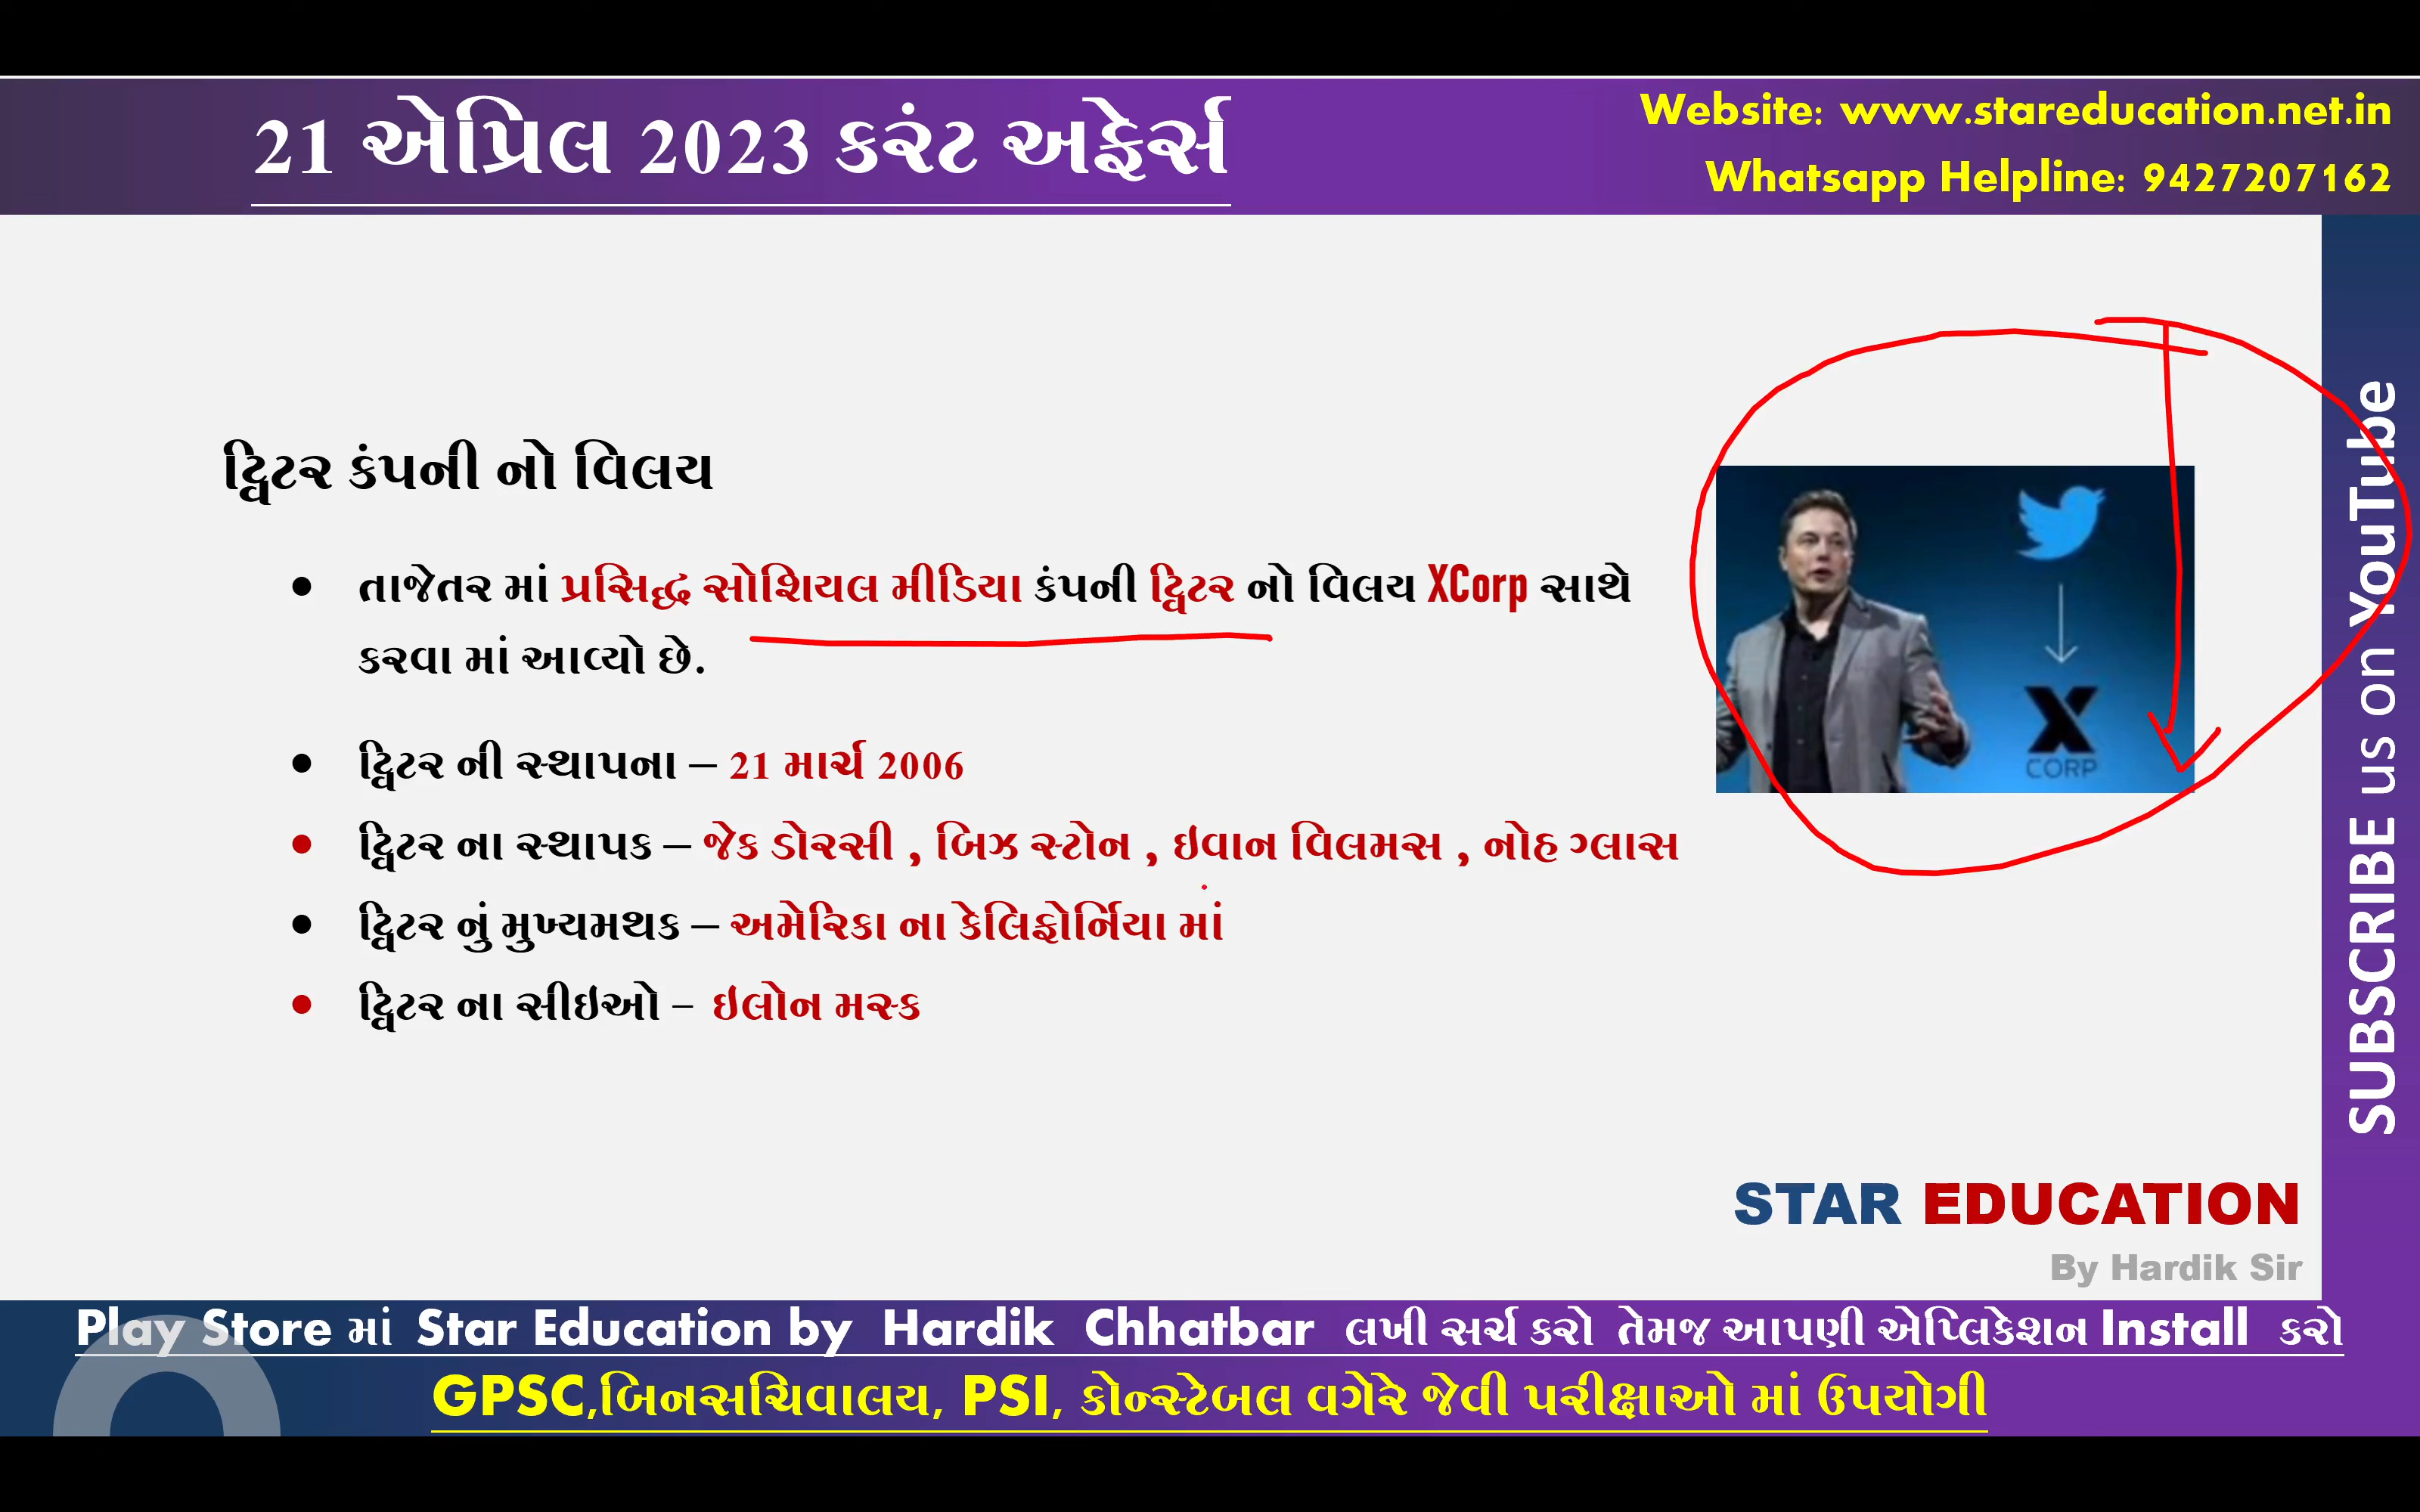 21 એપ્રિલ 2023 કરંટ અફેર્સ
Website: www.stareducation.net.in
Whatsapp Helpline: 9427207162
ટ્વિટર કંપની નો વિલય
• તાજેતર માં પ્રસિદ્ધ સોશિયલ મીડિયા કંપની ટ્વિટર નો વિલય XCorp સાથે
કરવા માં આવ્યો છે.
• ટ્વિટર ની સ્થાપના – 21 માર્ચ 2006
• ટ્વિટર ના સ્થાપક – જેક ડોરસી , બિઝ સ્ટોન , ઇવાન વિલમસ , નોહ ગ્લાસ
• ટ્વિટર નું મુખ્યમથક – અમેરિકા ના કેલિફોર્નિયા માં
• ટ્વિટર ના સીઇઓ – ઇલોન મસ્ક
X
CORP
SUBSCRIBE us on YouTube
STAR EDUCATION
By Hardik Sir
Play Store માં Star Education by Hardik Chhatbar લખી સર્ચ કરો તેમજ આપણી એપ્લિકેશન Install કરો
GPSC,બિનસચિવાલય, PSI, કોન્સ્ટેબલ વગેરે જેવી પરીક્ષાઓ માં ઉપયોગી